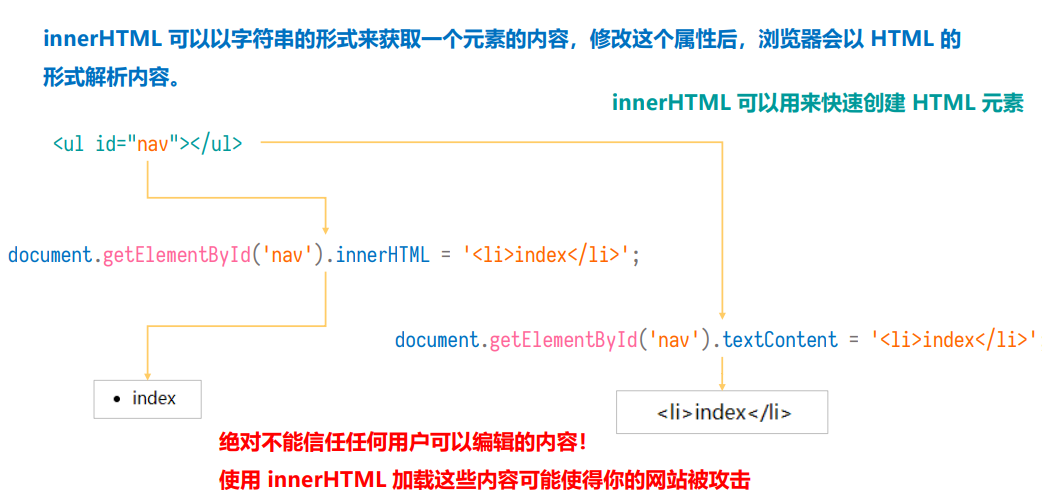 innerHTML 可以以字符串的形式来获取一个元素的内容，修改这个属性后，浏览器会以 HTML 的
形式解析内容。
innerHTML 可以用来快速创建 HTML 元素
<ul id="nav"></ul>
document.getElementById('nav').innerHTML = '<li>index</li>';
document.getElementById('nav').textContent = '<li>index</li>'
• index
<li>index</li>
绝对不能信任任何用户可以编辑的内容！
使用 innerHTML 加载这些内容可能使得你的网站被攻击